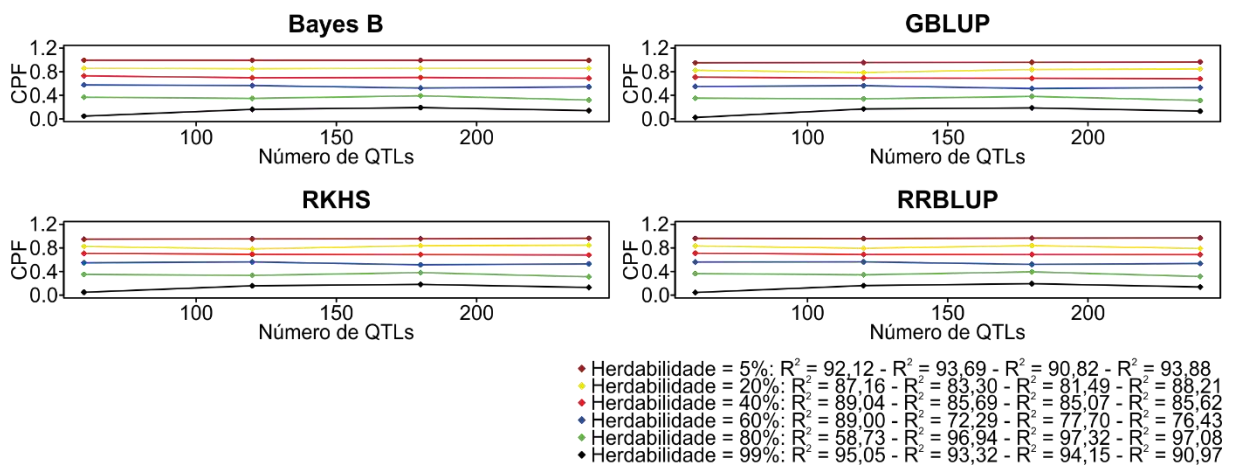 Bayes B
CPF
1.2
0.8
0.4
0.0
100 150 200
Número de QTLs
GBLUP
CPF
1.2
0.8
0.4
0.0
100 150 200
Número de QTLs
RKHS
CPF
1.2
0.8
0.4
0.0
100 150 200
Número de QTLs
RRBLUP
CPF
1.2
0.8
0.4
0.0
100 150 200
Número de QTLs
Herdabilidade = 5%: R² = 92,12 - R² = 93,69 - R² = 90,82 - R² = 93,88
Herdabilidade = 20%: R² = 87,16 - R² = 83,30 - R² = 81,49 - R² = 88,21
Herdabilidade = 40%: R² = 89,04 - R² = 85,69 - R² = 85,07 - R² = 85,62
Herdabilidade = 60%: R² = 89,00 - R² = 72,29 - R² = 77,70 - R² = 76,43
Herdabilidade = 80%: R² = 58,73 - R² = 96,94 - R² = 97,32 - R² = 97,08
Herdabilidade = 99%: R² = 95,05 - R² = 93,32 - R² = 94,15 - R² = 90,97